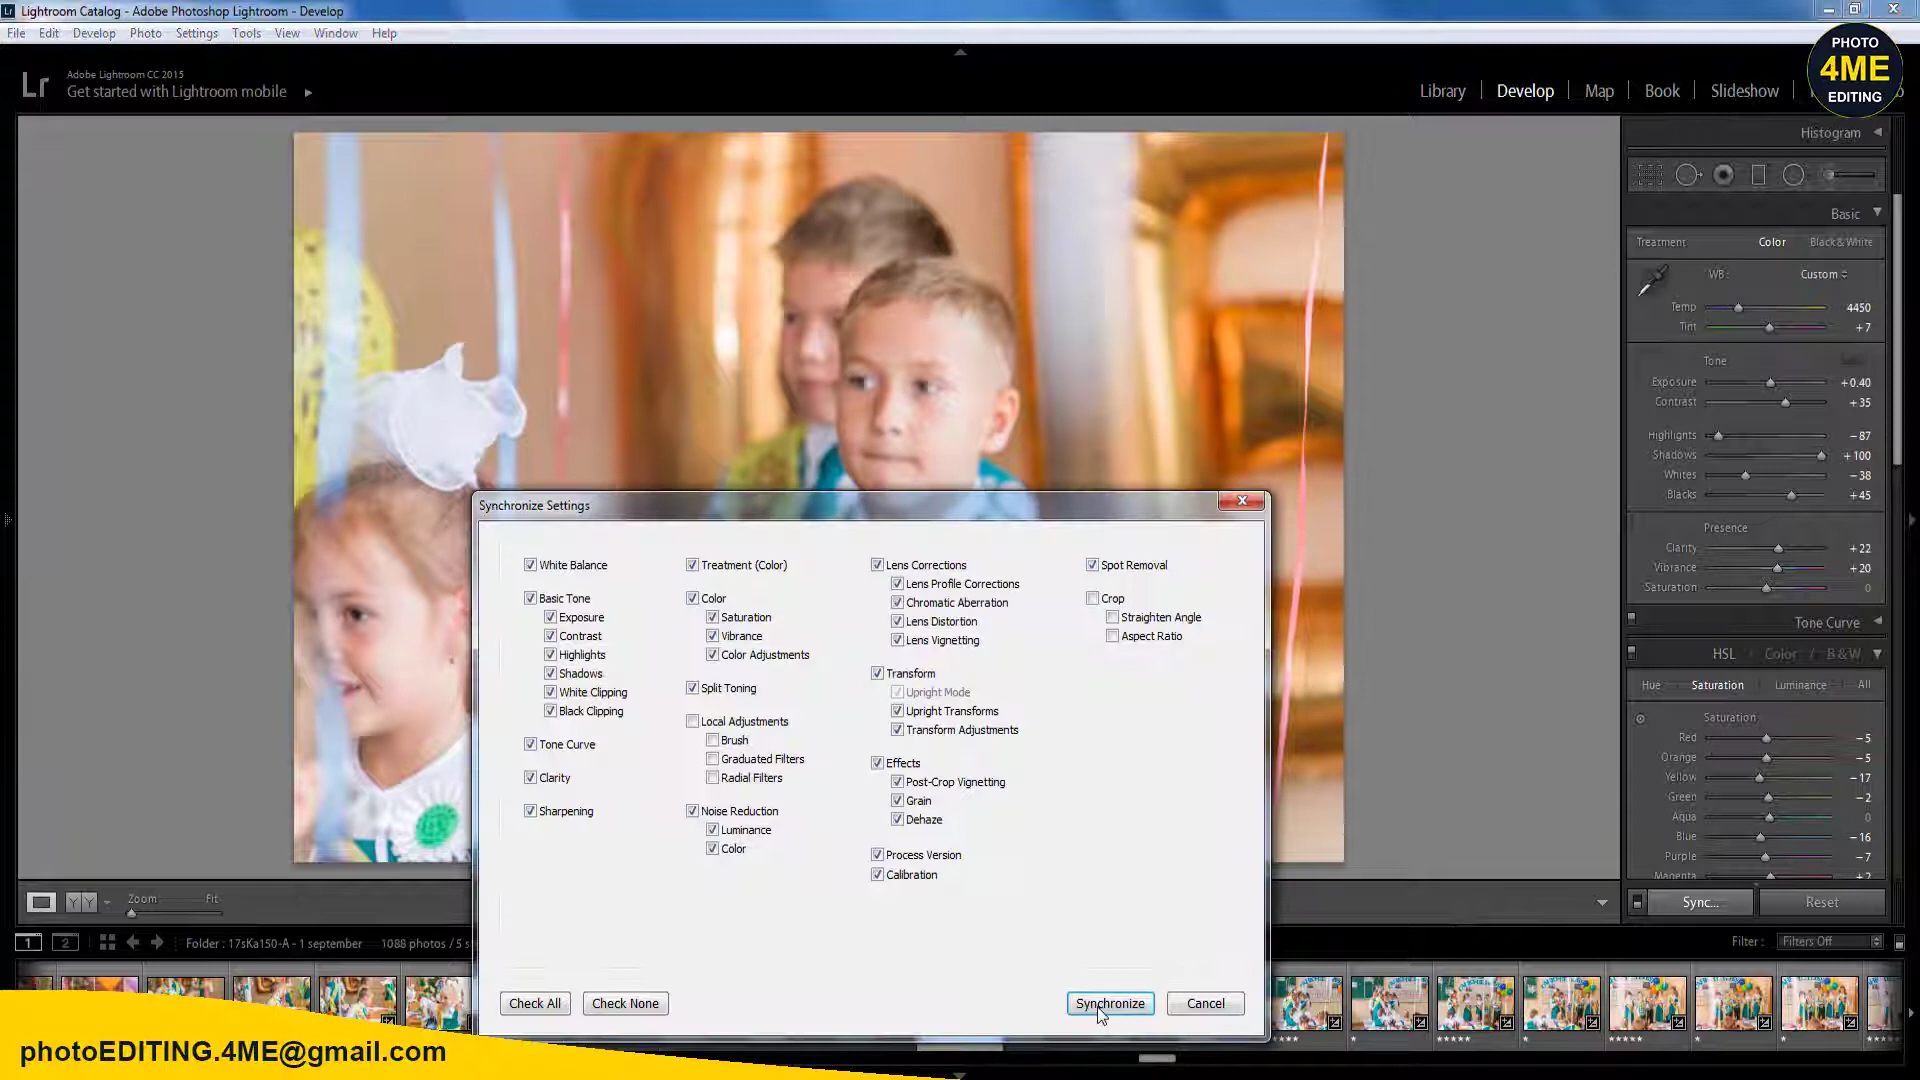 Lightroom Catalog - Adobe Photoshop Lightroom - Develop
File Edit Develop Photo Settings Tools View Window Help
PHOTO
4ME
EDITING
Adobe Lightroom CC 2015
Lr Get started with Lightroom mobile
Library Develop Map Book Slideshow
Histogram
Basic
Treatment Color Black & White
WB: Custom
Temp 4450
Tint +7
Tone
Exposure +0.40
Contrast +35
Highlights -87
Shadows +100
Whites -38
Blacks +45
Presence
Clarity +22
Vibrance +20
Saturation 0
Tone Curve
HSL / Color / B & W
Hue Saturation Luminance All
Saturation
Red -5
Orange -5
Yellow -17
Green -2
Aqua 0
Blue -16
Purple -7
Magenta +2
Sync... Reset
Synchronize Settings
White Balance
Basic Tone
Exposure
Contrast
Highlights
Shadows
White Clipping
Black Clipping
Tone Curve
Clarity
Sharpening
Treatment (Color)
Color
Saturation
Vibrance
Color Adjustments
Split Toning
Local Adjustments
Brush
Graduated Filters
Radial Filters
Noise Reduction
Luminance
Color
Lens Corrections
Lens Profile Corrections
Chromatic Aberration
Lens Distortion
Lens Vignetting
Transform
Upright Mode
Upright Transforms
Transform Adjustments
Effects
Post-Crop Vignetting
Grain
Dehaze
Process Version
Calibration
Spot Removal
Crop
Straighten Angle
Aspect Ratio
Check All Check None Synchronize Cancel
Zoom Fit
1 2 Folder : 17sKa150-A - 1 september 1088 photos / 5 s
Filter : Filters Off
photoEDITING.4ME@gmail.com